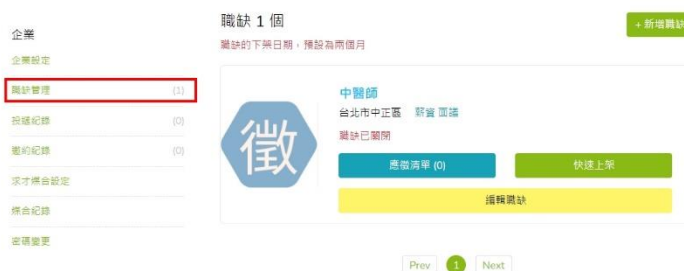 企業
企業設定
職缺管理 (1)
投遞紀錄 (0)
邀約紀錄 (0)
求才媒合設定
媒合紀錄
密碼變更
職缺 1 個
+ 新增職缺
職缺的下架日期，預設為兩個月
徵
中醫師
台北市中正區 薪資 面議
職缺已關閉
應徵清單 (0) 快速上架
編輯職缺
Prev 1 Next